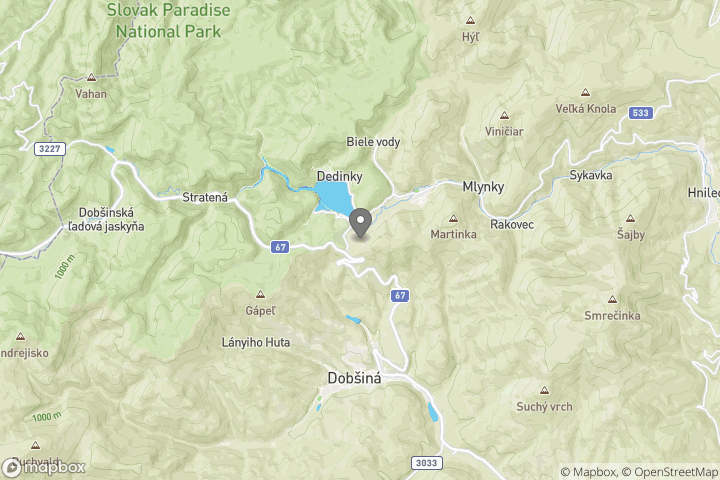 Slovak Paradise
National Park
Hýľ
Vahan
Veľká Knola
533
Viničiar
Biele vody
3227
Dedinky
Sykavka
Mlynky
Stratená
Hnilec
Dobšinská
ľadová jaskyňa
Rakovec
Martinka
Šajby
67
1000 m
67
Gápeľ
Smrečinka
Lányiho Huta
Dobšiná
Suchý vrch
1000 m
3033
mapbox
© Mapbox, © OpenStreetMap